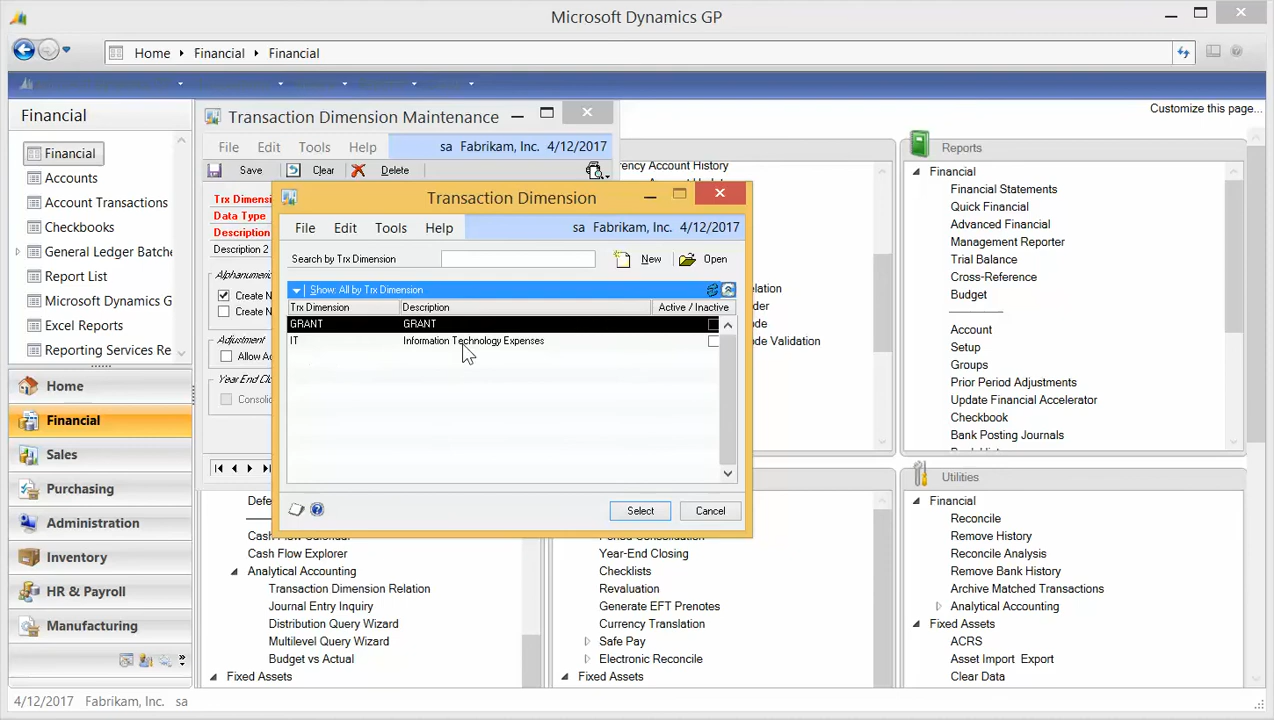 Microsoft Dynamics GP
Home Financial Financial
Financial
Customize this page...
Financial
Accounts
Account Transactions
Checkbooks
General Ledger Batche
Report List
Microsoft Dynamics G
Excel Reports
Reporting Services Re
Home
Financial
Sales
Purchasing
Administration
Inventory
HR & Payroll
Manufacturing
Transaction Dimension Maintenance
File Edit Tools Help sa Fabrikam, Inc. 4/12/2017
Save Clear Delete
Trx Dimensi
Data Type
Description
Description 2
Alphanumeric
Create N
Create N
Adjustment
Allow Ac
Year End Clo
Consolid
Transaction Dimension
File Edit Tools Help sa Fabrikam, Inc. 4/12/2017
Search by Trx Dimension New Open
Show: All by Trx Dimension
Trx Dimension Description Active / Inactive
GRANT GRANT
IT Information Technology Expenses
Select Cancel
rency Account History
elation
der
de
ode Validation
Cash Flow Explorer
Analytical Accounting
Transaction Dimension Relation
Journal Entry Inquiry
Distribution Query Wizard
Multilevel Query Wizard
Budget vs Actual
Fixed Assets
Period Consolidation
Year-End Closing
Checklists
Revaluation
Generate EFT Prenotes
Currency Translation
Safe Pay
Electronic Reconcile
Fixed Assets
Reports
Financial
Financial Statements
Quick Financial
Advanced Financial
Management Reporter
Trial Balance
Cross-Reference
Budget
Account
Setup
Groups
Prior Period Adjustments
Update Financial Accelerator
Checkbook
Bank Posting Journals
Utilities
Financial
Reconcile
Remove History
Reconcile Analysis
Remove Bank History
Archive Matched Transactions
Analytical Accounting
Fixed Assets
ACRS
Asset Import Export
Clear Data
4/12/2017 Fabrikam, Inc. sa